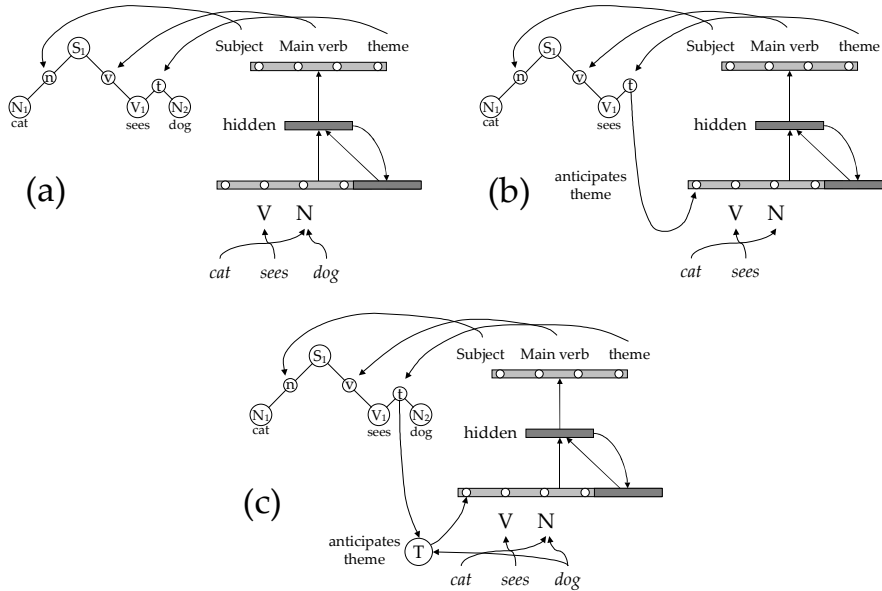 Subject Main verb theme
S₁
n v t
N₁ V₁ N₂
cat sees dog
hidden
(a)
V N
cat sees dog
Subject Main verb theme
S₁
n v t
N₁ V₁
cat sees
hidden
(b)
anticipates
theme
V N
cat sees
Subject Main verb theme
S₁
n v t
N₁ V₁ N₂
cat sees dog
hidden
(c)
V N
anticipates
theme
T
cat sees dog